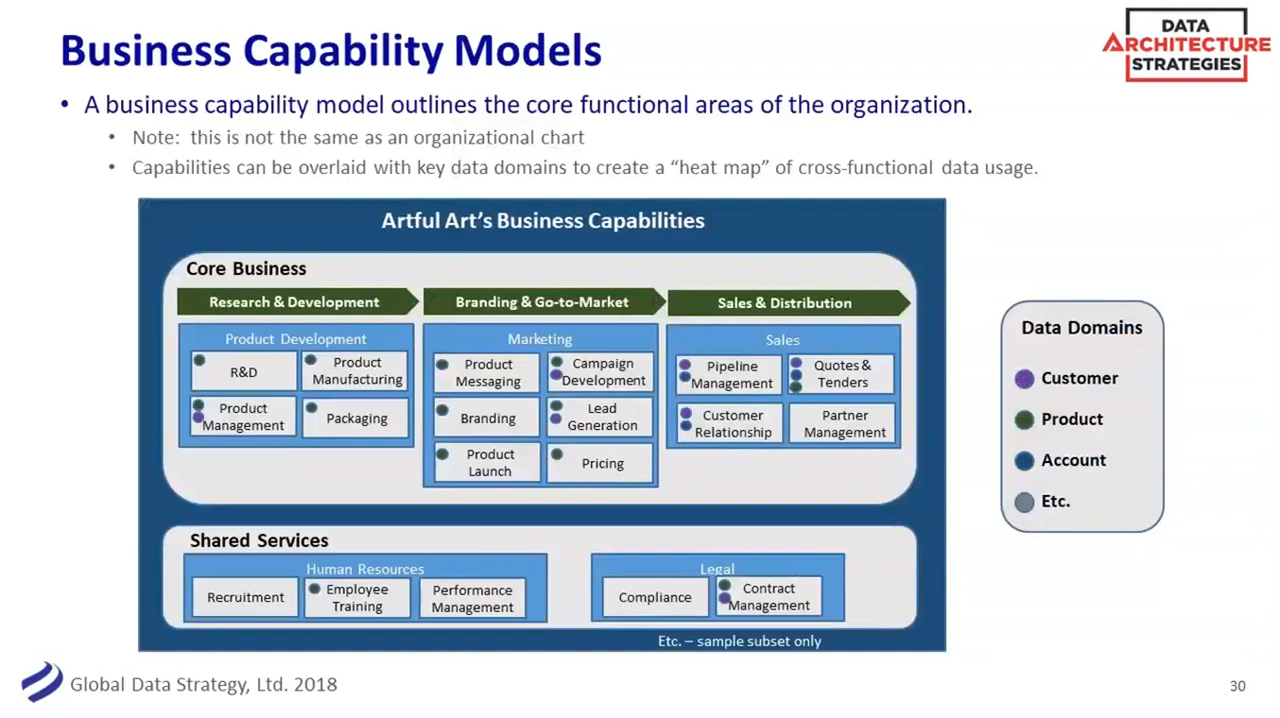 Business Capability Models
DATA
ARCHITECTURE
STRATEGIES
• A business capability model outlines the core functional areas of the organization.
• Note: this is not the same as an organizational chart
• Capabilities can be overlaid with key data domains to create a “heat map” of cross-functional data usage.
Artful Art’s Business Capabilities
Core Business
Research & Development
Branding & Go-to-Market
Sales & Distribution
Product Development
R&D
Product
Manufacturing
Product
Management
Packaging
Marketing
Product
Messaging
Campaign
Development
Branding
Lead
Generation
Product
Launch
Pricing
Sales
Pipeline
Management
Quotes &
Tenders
Customer
Relationship
Partner
Management
Shared Services
Human Resources
Recruitment
Employee
Training
Performance
Management
Legal
Compliance
Contract
Management
Etc. – sample subset only
Data Domains
Customer
Product
Account
Etc.
Global Data Strategy, Ltd. 2018
30